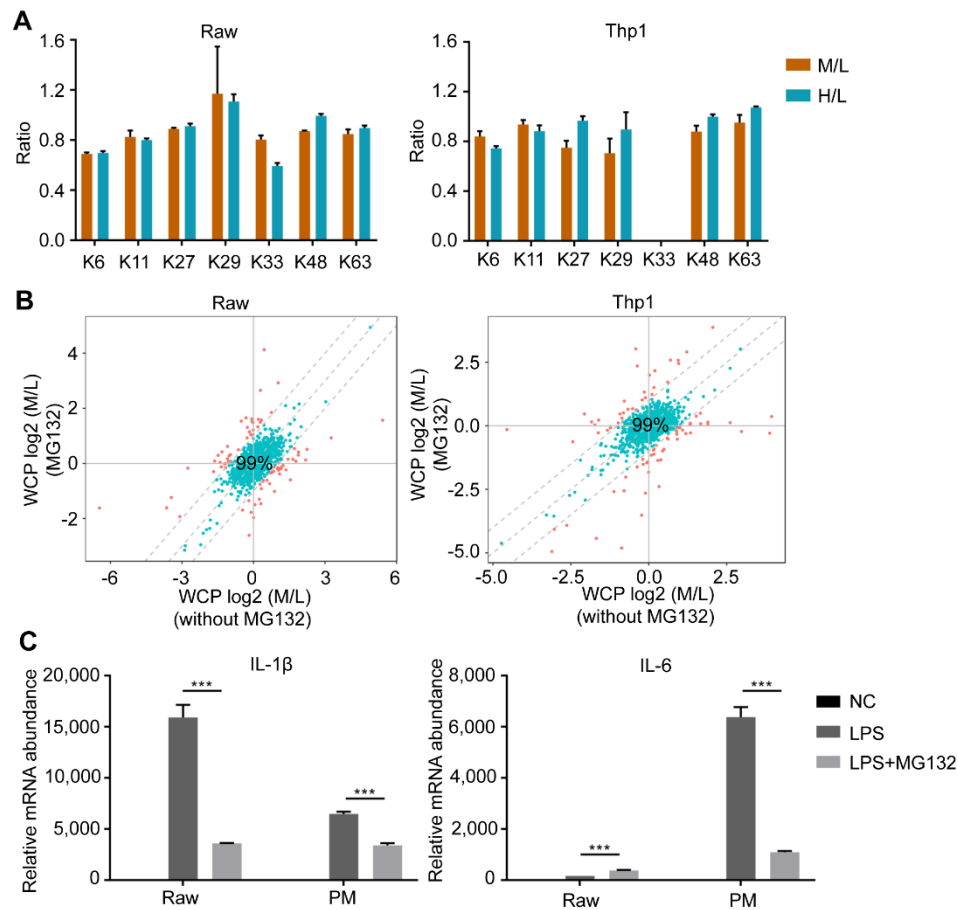 A
Raw
Thp1
1.6
1.2
0.8
0.4
0.0
Ratio
K6 K11 K27 K29 K33 K48 K63
1.6
1.2
0.8
0.4
0.0
Ratio
K6 K11 K27 K29 K33 K48 K63
M/L
H/L
B
Raw
Thp1
WCP log2 (M/L)
(MG132)
4
2
0
-2
99%
-6 -3 0 3 6
WCP log2 (M/L)
(without MG132)
WCP log2 (M/L)
(MG132)
2.5
0.0
-2.5
-5.0
99%
-5.0 -2.5 0.0 2.5
WCP log2 (M/L)
(without MG132)
C
IL-1β
IL-6
Relative mRNA abundance
20,000
15,000
10,000
5,000
0
***
***
Raw PM
Relative mRNA abundance
8,000
6,000
4,000
2,000
0
***
***
Raw PM
NC
LPS
LPS+MG132